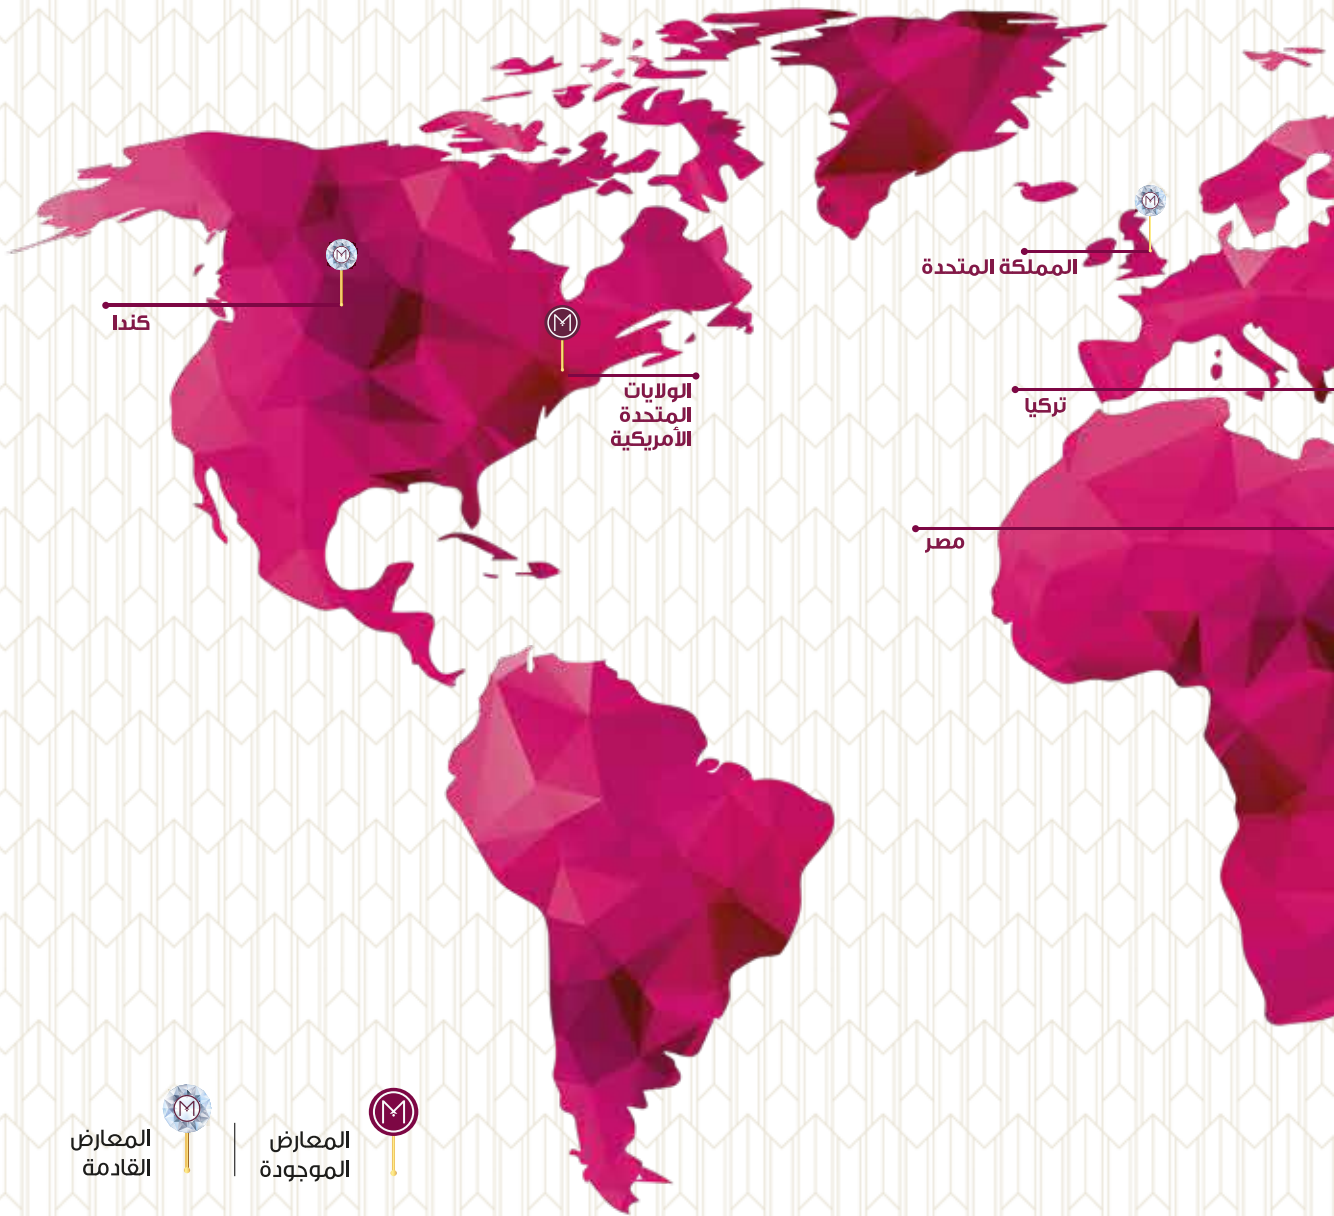 المملكة المتحدة
كندا
الولايات
المتحدة
الأمريكية
تركيا
مصر
M
المعارض
الموجودة
M
المعارض
القادمة